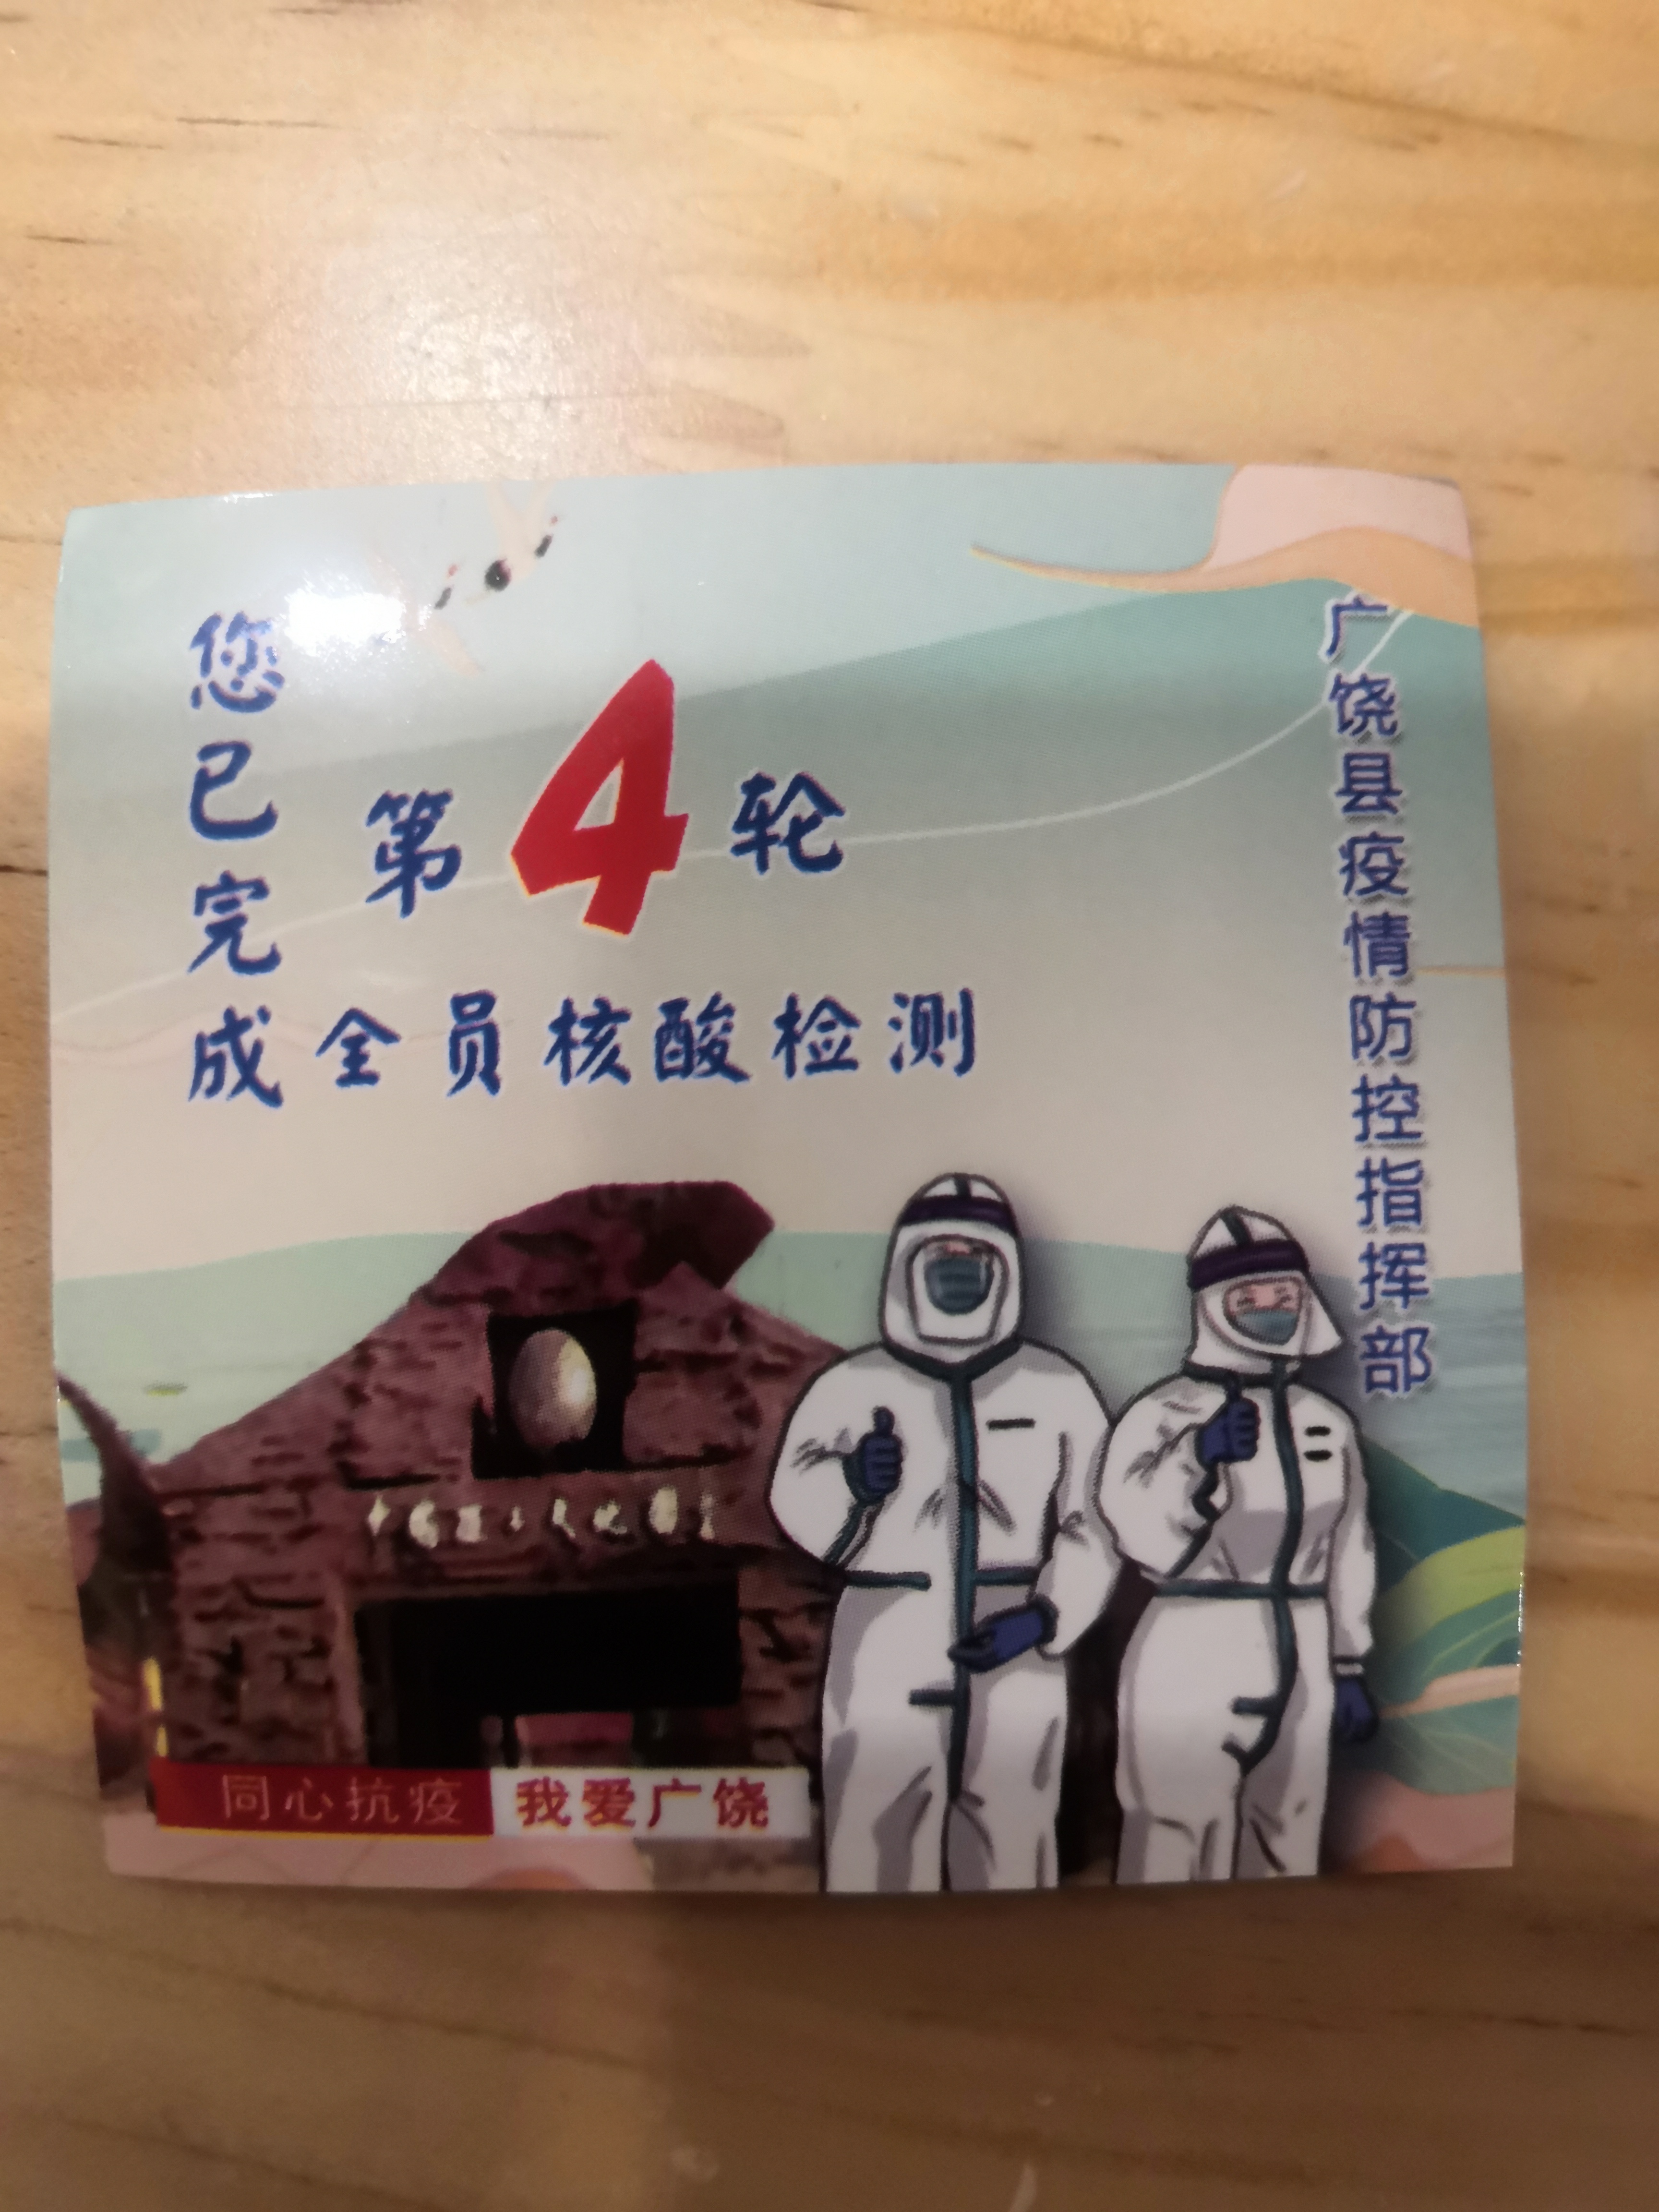 您已完成
第4轮
全员核酸检测
广饶县疫情防控指挥部
同心抗疫 我爱广饶